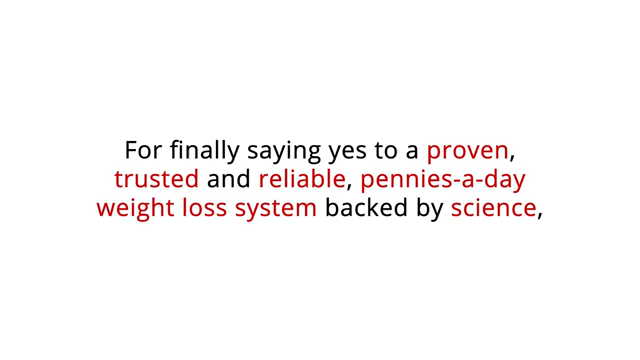 For finally saying yes to a proven,
trusted and reliable, pennies-a-day
weight loss system backed by science,